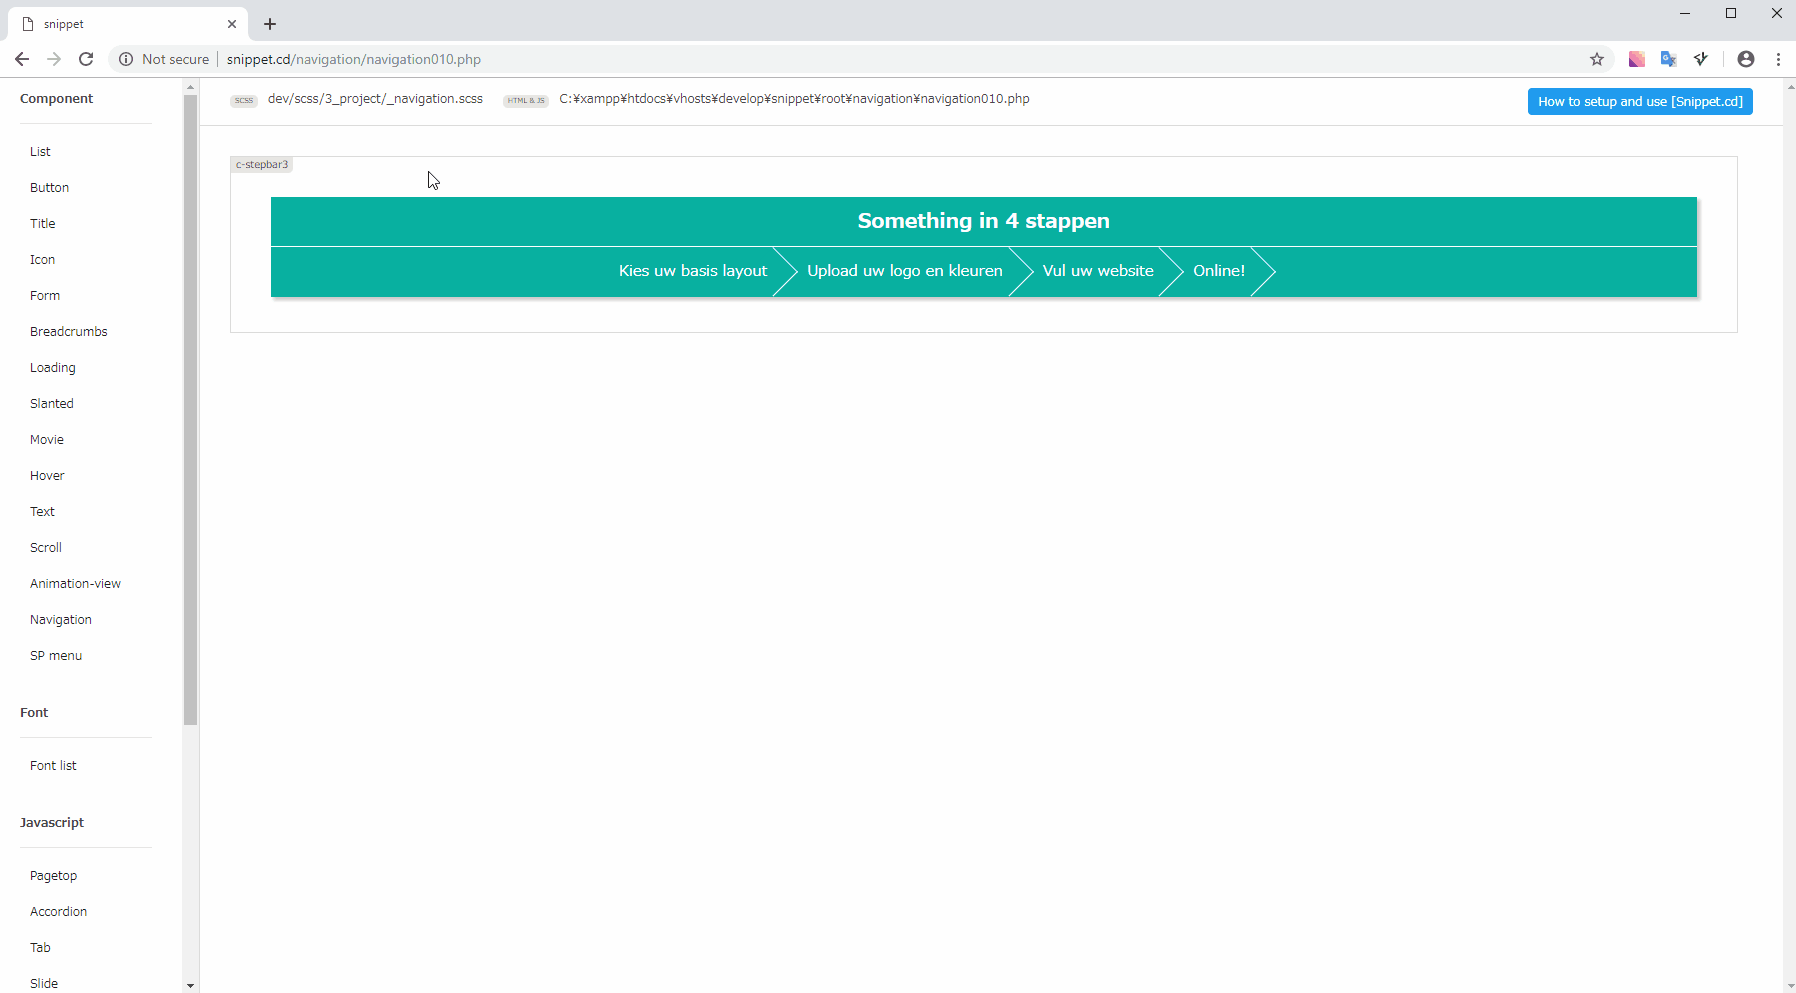 snippet
Not secure
snippet.cd/navigation/navigation010.php
Component
List
Button
Title
Icon
Form
Breadcrumbs
Loading
Slanted
Movie
Hover
Text
Scroll
Animation-view
Navigation
SP menu
Font
Font list
Javascript
Pagetop
Accordion
Tab
Slide
SCSS dev/scss/3_project/_navigation.scss HTML & JS C:¥xampp¥htdocs¥vhosts¥develop¥snippet¥root¥navigation¥navigation010.php
How to setup and use [Snippet.cd]
c-stepbar3
Something in 4 stappen
Kies uw basis layout Upload uw logo en kleuren Vul uw website Online!